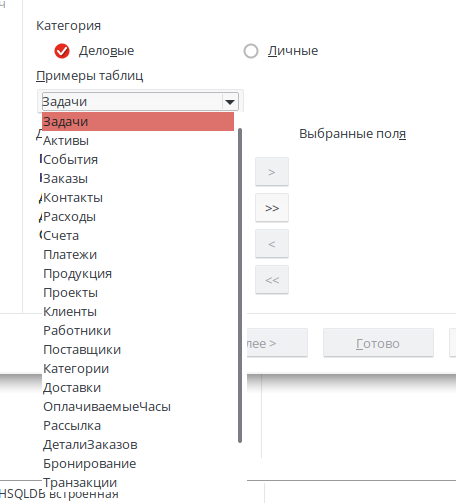 Категория
Деловые
Личные
Примеры таблиц
Задачи
Выбранные поля
Задачи
Активы
События
Заказы
>
Контакты
>>
Расходы
Счета
<
Платежи
Продукция
<<
Проекты
Клиенты
Работники
лее >
Готово
Поставщики
Категории
Доставки
ОплачиваемыеЧасы
Рассылка
ДеталиЗаказов
Бронирование
Транзакции
HSQLDB встроенная